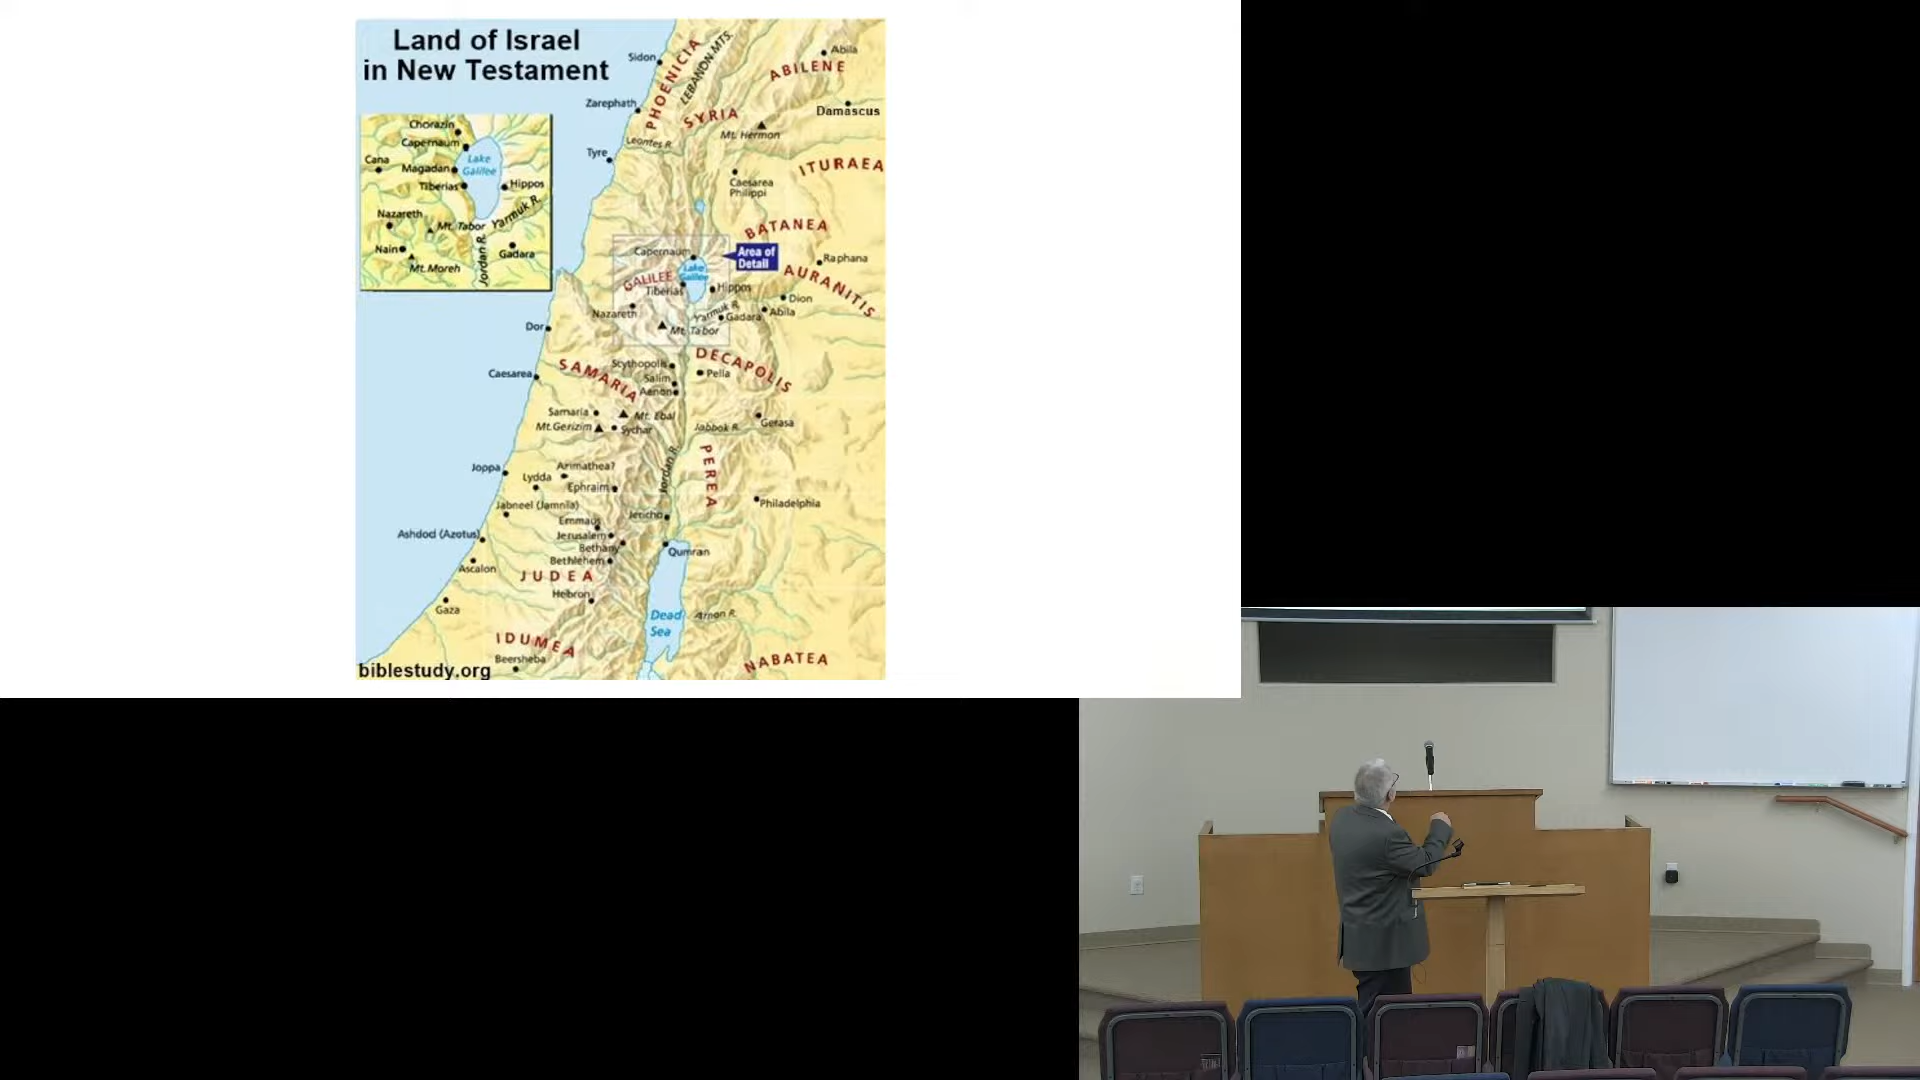 Land of Israel
in New Testament
Sidon
PHOENICIA
LEBANON MTS.
Abila
ABILENE
Zarephath
SYRIA
Damascus
Mt. Hermon
Leontes R.
Tyre
ITURAEA
Caesarea
Philippi
Chorazin
Capernaum
Cana
Lake
Galilee
Magadan
Tiberias
Hippos
Nazareth
Mt. Tabor
Yarmuk R.
Nain
Jordan R.
Gadara
Mt. Moreh
BATANEA
Capernaum
Area of
Detail
Raphana
Lake
Galilee
AURANITIS
GALILEE
Tiberias
Hippos
Dion
Nazareth
Yarmuk R.
Gadara
Abila
Dor
Mt. Tabor
DECAPOLIS
Scythopolis
SAMARIA
Pella
Caesarea
Salim
Aenon
Samaria
Mt. Ebal
Gerasa
Mt. Gerizim
Sychar
Jabbok R.
Jordan R.
PEREA
Joppa
Arimathea?
Lydda
Ephraim
Philadelphia
Jabneel (Jamnia)
Jericho
Emmaus
Ashdod (Azotus)
Jerusalem
Bethany
Qumran
Bethlehem
Ascalon
JUDEA
Hebron
Gaza
Dead
Sea
Arnon R.
IDUMEA
Beersheba
NABATEA
biblestudy.org